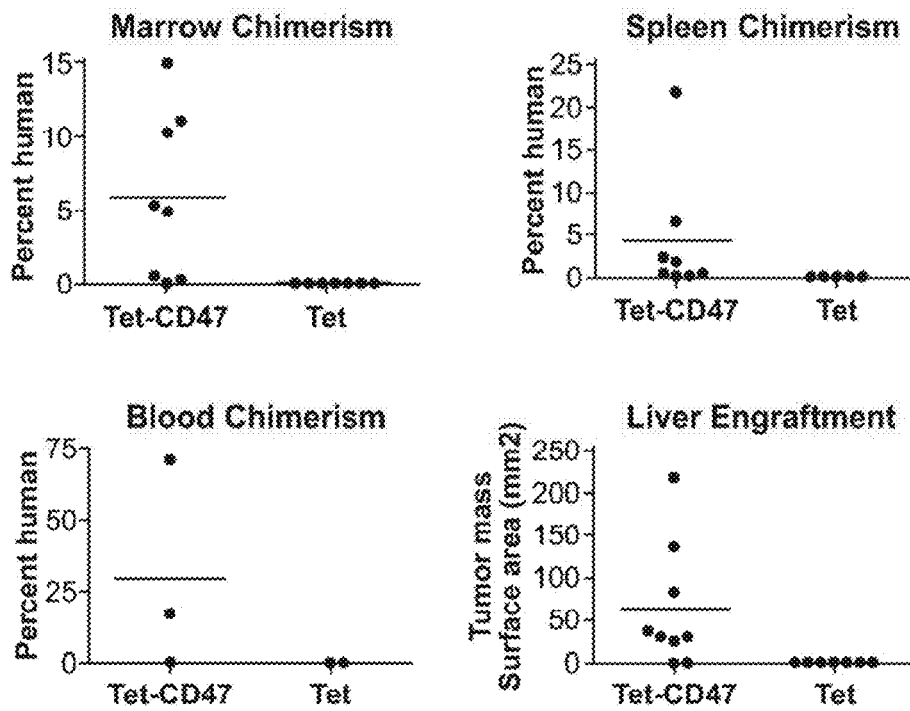 Marrow Chimerism
Percent human
15
10
5
0
Tet-CD47
Tet
Spleen Chimerism
Percent human
25
20
15
10
5
0
Tet-CD47
Tet
Blood Chimerism
Percent human
75
50
25
0
Tet-CD47
Tet
Liver Engraftment
Tumor mass
Surface area (mm2)
250
200
150
100
50
0
Tet-CD47
Tet